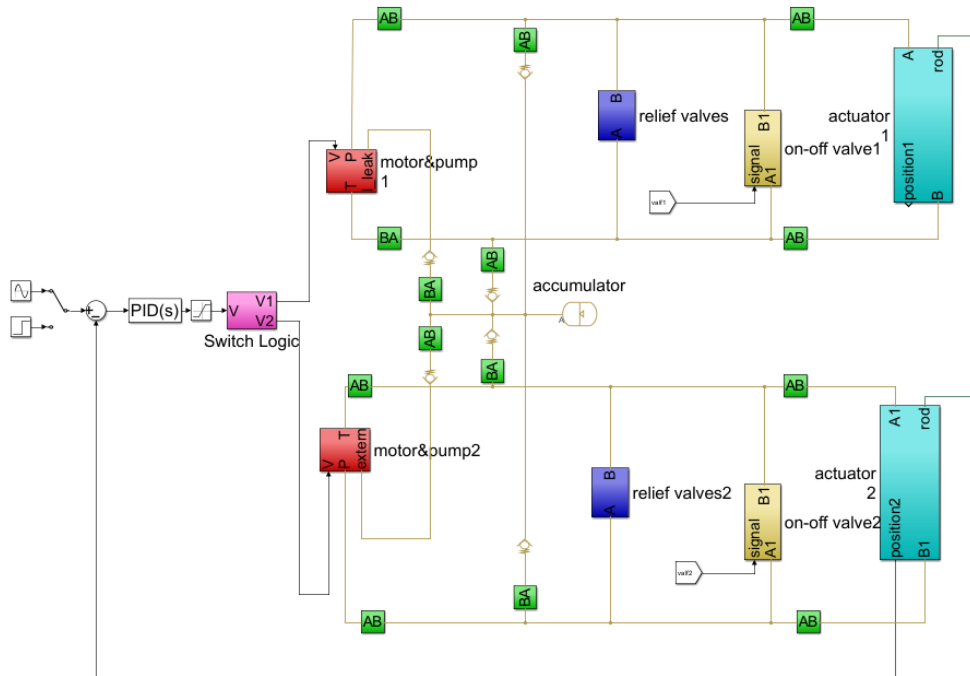 AB
AB
AB
A
rod
V
P
l_leak
T
motor&pump
1
B
A
relief valves
signal
B1
A1
on-off valve1
actuator
1
position1
B
valf1
BA
AB
AB
BA
accumulator
A
PID(s)
V
V1
V2
Switch Logic
AB
AB
AB
AB
A1
rod
V
T
P
extern
motor&pump2
B
A
relief valves2
signal
B1
A1
on-off valve2
actuator
2
position2
B1
valf2
BA
AB
AB